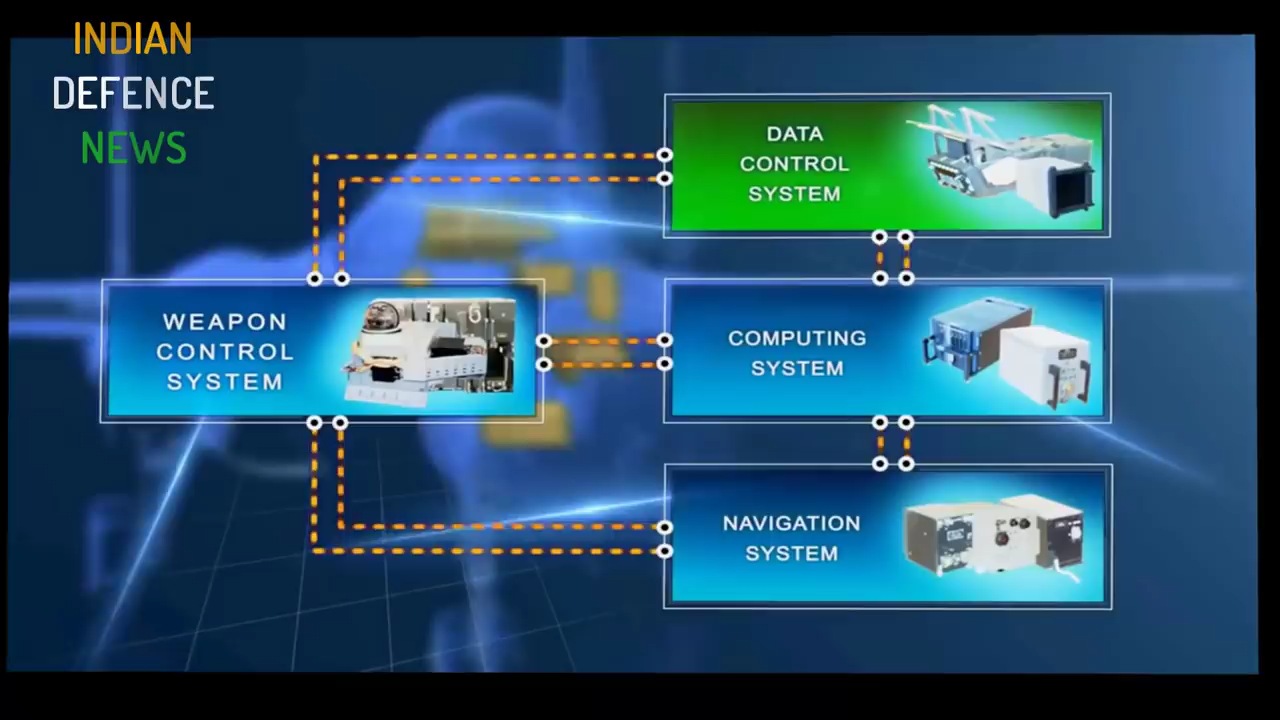 INDIAN
DEFENCE
NEWS
DATA
CONTROL
SYSTEM
WEAPON
CONTROL
SYSTEM
COMPUTING
SYSTEM
NAVIGATION
SYSTEM